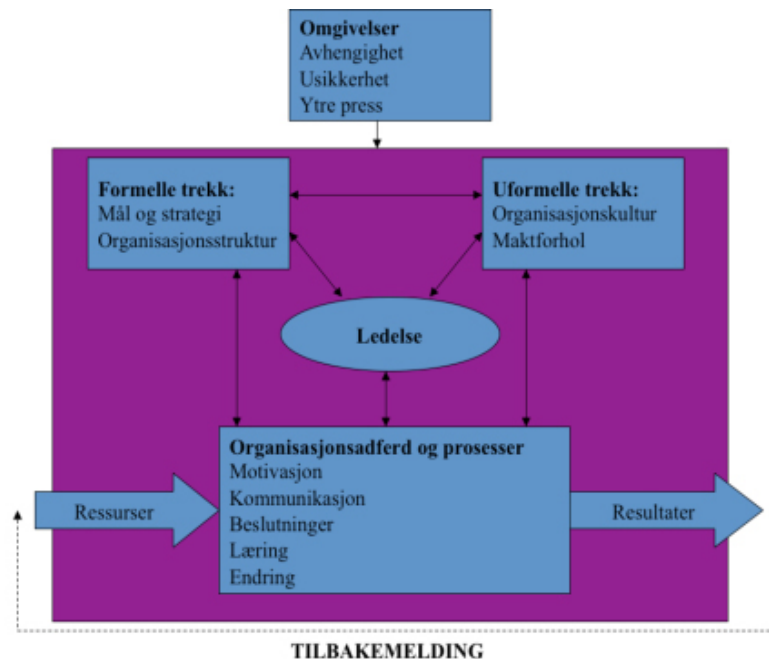 Omgivelser
Avhengighet
Usikkerhet
Ytre press
Formelle trekk:
Mål og strategi
Organisasjonsstruktur
Uformelle trekk:
Organisasjonskultur
Maktforhol
Ledelse
Organisasjonsadferd og prosesser
Motivasjon
Kommunikasjon
Beslutninger
Læring
Endring
Ressurser
Resultater
TILBAKEMELDING